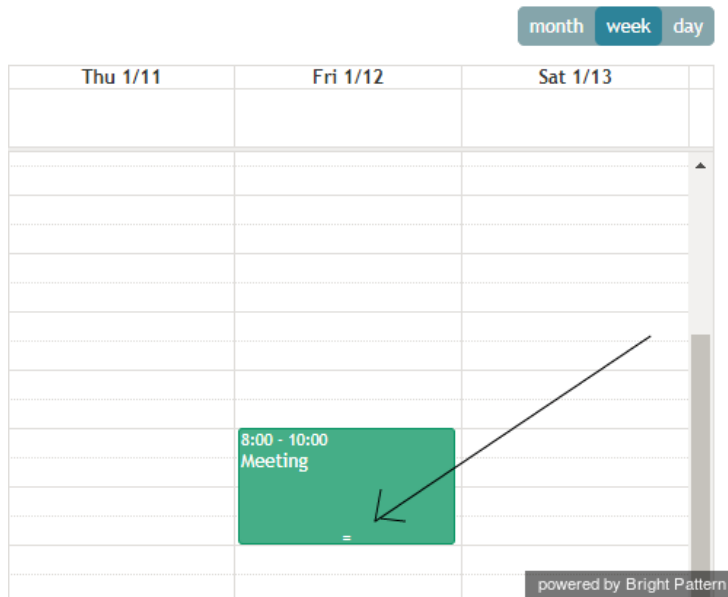 month week day
Thu 1/11 Fri 1/12 Sat 1/13
8:00 - 10:00
Meeting
=
powered by Bright Pattern